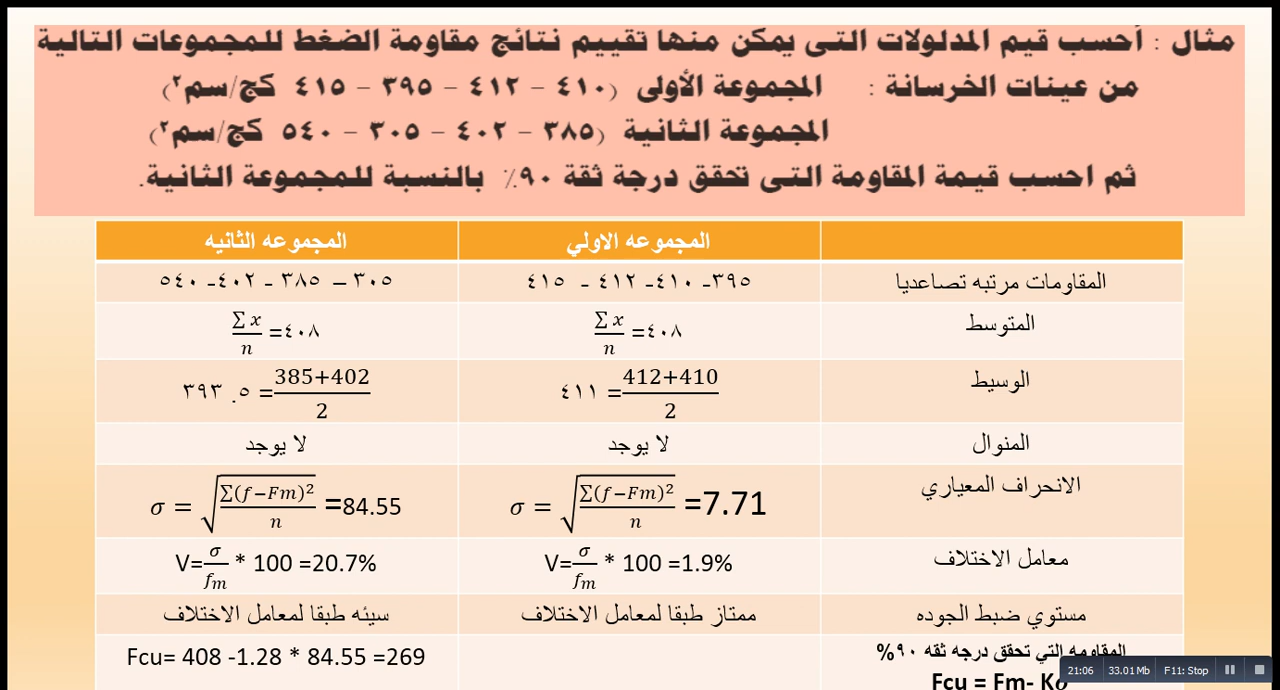 مثال : أحسب قيم المدلولات التى يمكن منها تقييم نتائج مقاومة الضغط للمجموعات التالية
من عينات الخرسانة : المجموعة الأولى (٤١٠ – ٤١٢ – ٣٩٥ – ٤١٥ كج/سم٢)
المجموعة الثانية (٣٨٥ – ٤٠٢ – ٣٠٥ – ٥٤٠ كج/سم٢)
ثم احسب قيمة المقاومة التى تحقق درجة ثقة ٩٠٪ بالنسبة للمجموعة الثانية.
المجموعه الاولي المجموعه الثانيه
المقاومات مرتبه تصاعديا ٣٩٥- ٤١٠- ٤١٢ - ٤١٥ ٣٠٥ – ٣٨٥ - ٤٠٢- ٥٤٠
المتوسط ∑x/n =٤٠٨ ∑x/n =٤٠٨
الوسيط (412+410)/2 = ٤١١ (385+402)/2 = ٣٩٣.٥
المنوال لا يوجد لا يوجد
الانحراف المعياري σ = √(∑(f−Fm)²/n) =7.71 σ = √(∑(f−Fm)²/n) =84.55
معامل الاختلاف V=σ/fm * 100 =1.9% V=σ/fm * 100 =20.7%
مستوي ضبط الجوده ممتاز طبقا لمعامل الاختلاف سيئه طبقا لمعامل الاختلاف
المقاومه التي تحقق درجه ثقه ٩٠% Fcu= 408 -1.28 * 84.55 =269
Fcu = Fm- Kσ
21:06 33.01 Mb F11: Stop